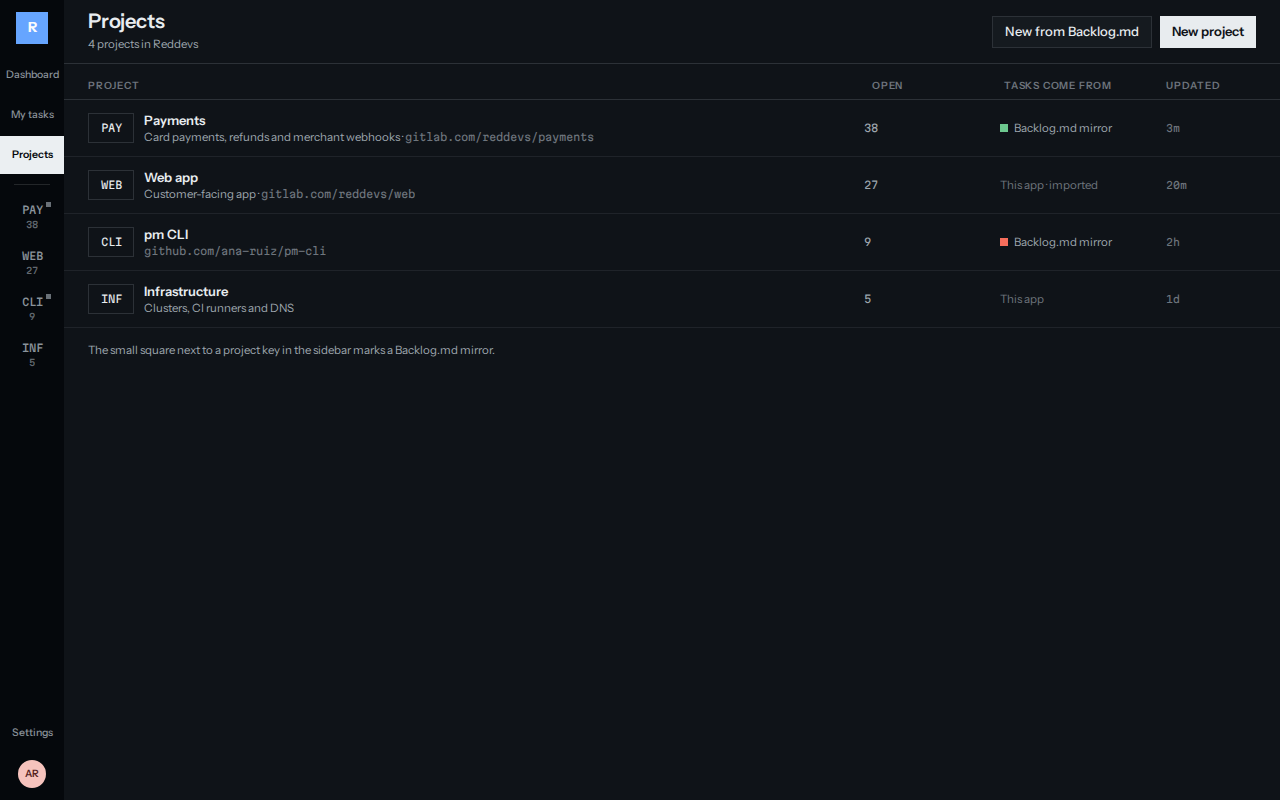 R
Dashboard
My tasks
Projects
PAY
38
WEB
27
CLI
9
INF
5
Settings
AR
Projects
4 projects in Reddevs
New from Backlog.md
New project
PROJECT OPEN TASKS COME FROM UPDATED
PAY Payments 38 Backlog.md mirror 3m
Card payments, refunds and merchant webhooks · gitlab.com/reddevs/payments
WEB Web app 27 This app · imported 20m
Customer-facing app · gitlab.com/reddevs/web
CLI pm CLI 9 Backlog.md mirror 2h
github.com/ana-ruiz/pm-cli
INF Infrastructure 5 This app 1d
Clusters, CI runners and DNS
The small square next to a project key in the sidebar marks a Backlog.md mirror.